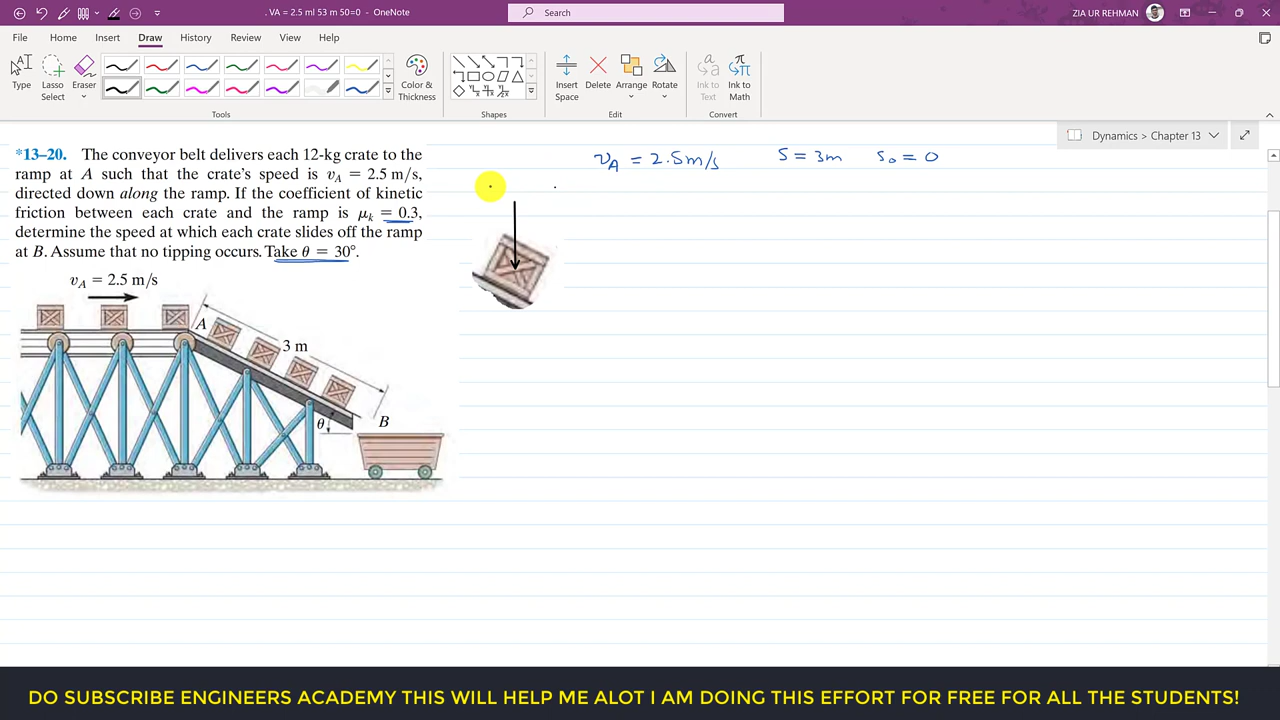 . VA = 2.5 ml 53 m 50=0 - OneNote
Search
ZIA UR REHMAN
File Home Insert Draw History Review View Help
Type
Lasso Select
Eraser
Color & Thickness
Insert Space
Delete
Arrange
Rotate
Ink to Text
Ink to Math
Tools
Shapes
Edit
Convert
Dynamics > Chapter 13
*13–20. The conveyor belt delivers each 12-kg crate to the
ramp at A such that the crate's speed is vA = 2.5 m/s,
directed down along the ramp. If the coefficient of kinetic
friction between each crate and the ramp is μk = 0.3,
determine the speed at which each crate slides off the ramp
at B. Assume that no tipping occurs. Take θ = 30°.
vA = 2.5 m/s
A
3 m
θ
B
vA = 2.5 m/s S = 3m So = 0
DO SUBSCRIBE ENGINEERS ACADEMY THIS WILL HELP ME ALOT I AM DOING THIS EFFORT FOR FREE FOR ALL THE STUDENTS!